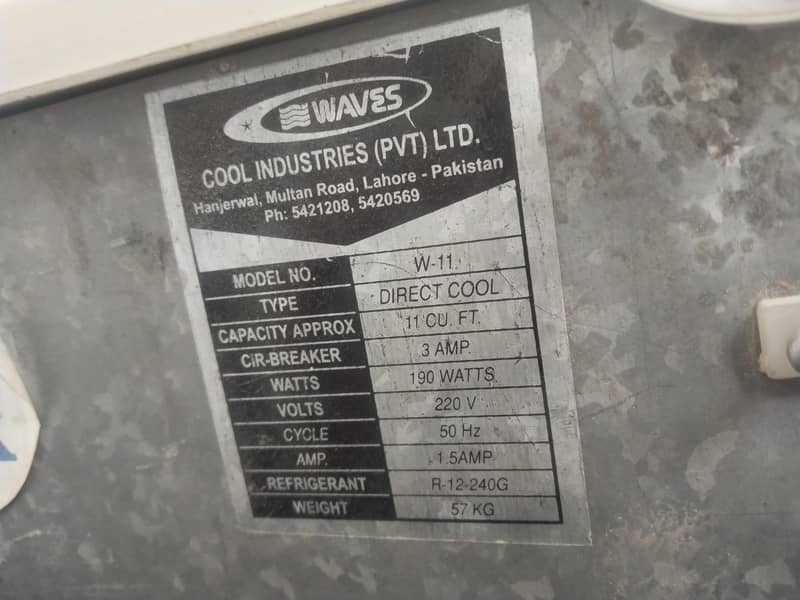 WAVES
COOL INDUSTRIES (PVT) LTD.
Hanjerwal, Multan Road, Lahore - Pakistan
Ph: 5421208, 5420569
MODEL NO. W-11
TYPE DIRECT COOL
CAPACITY APPROX 11 CU. FT.
CIR-BREAKER 3 AMP.
WATTS 190 WATTS
VOLTS 220 V
CYCLE 50 Hz
AMP. 1.5AMP
REFRIGERANT R-12-240G
WEIGHT 57 KG